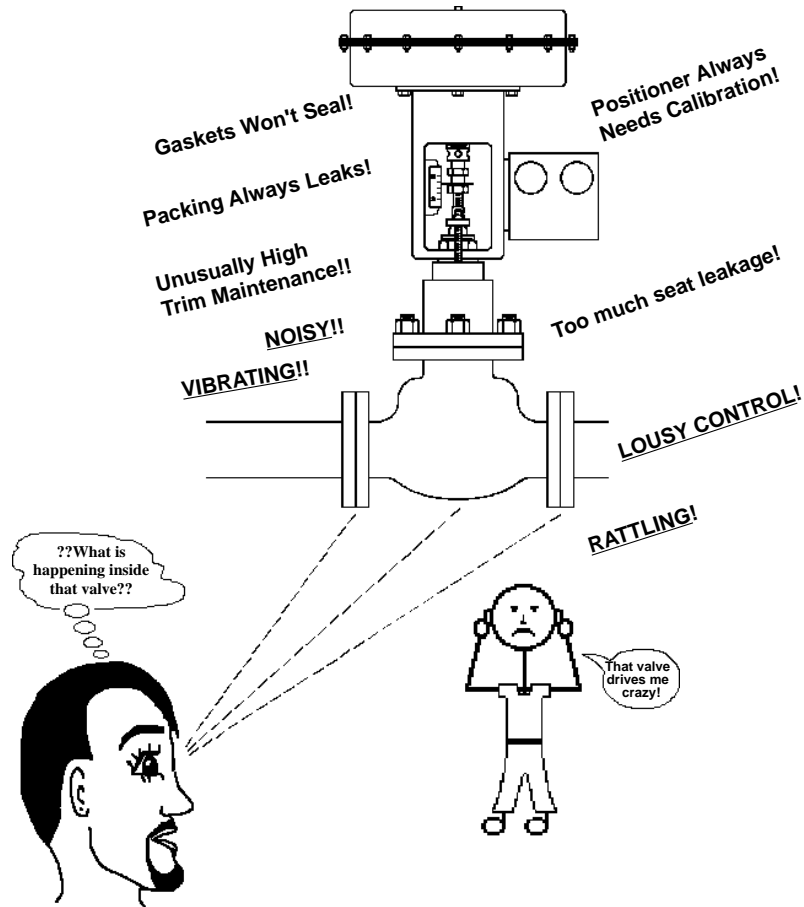 Gaskets Won't Seal!
Positioner Always
Needs Calibration!
Packing Always Leaks!
Unusually High
Trim Maintenance!!
Too much seat leakage!
NOISY!!
VIBRATING!!
LOUSY CONTROL!
RATTLING!
??What is
happening inside
that valve??
That valve
drives me
crazy!